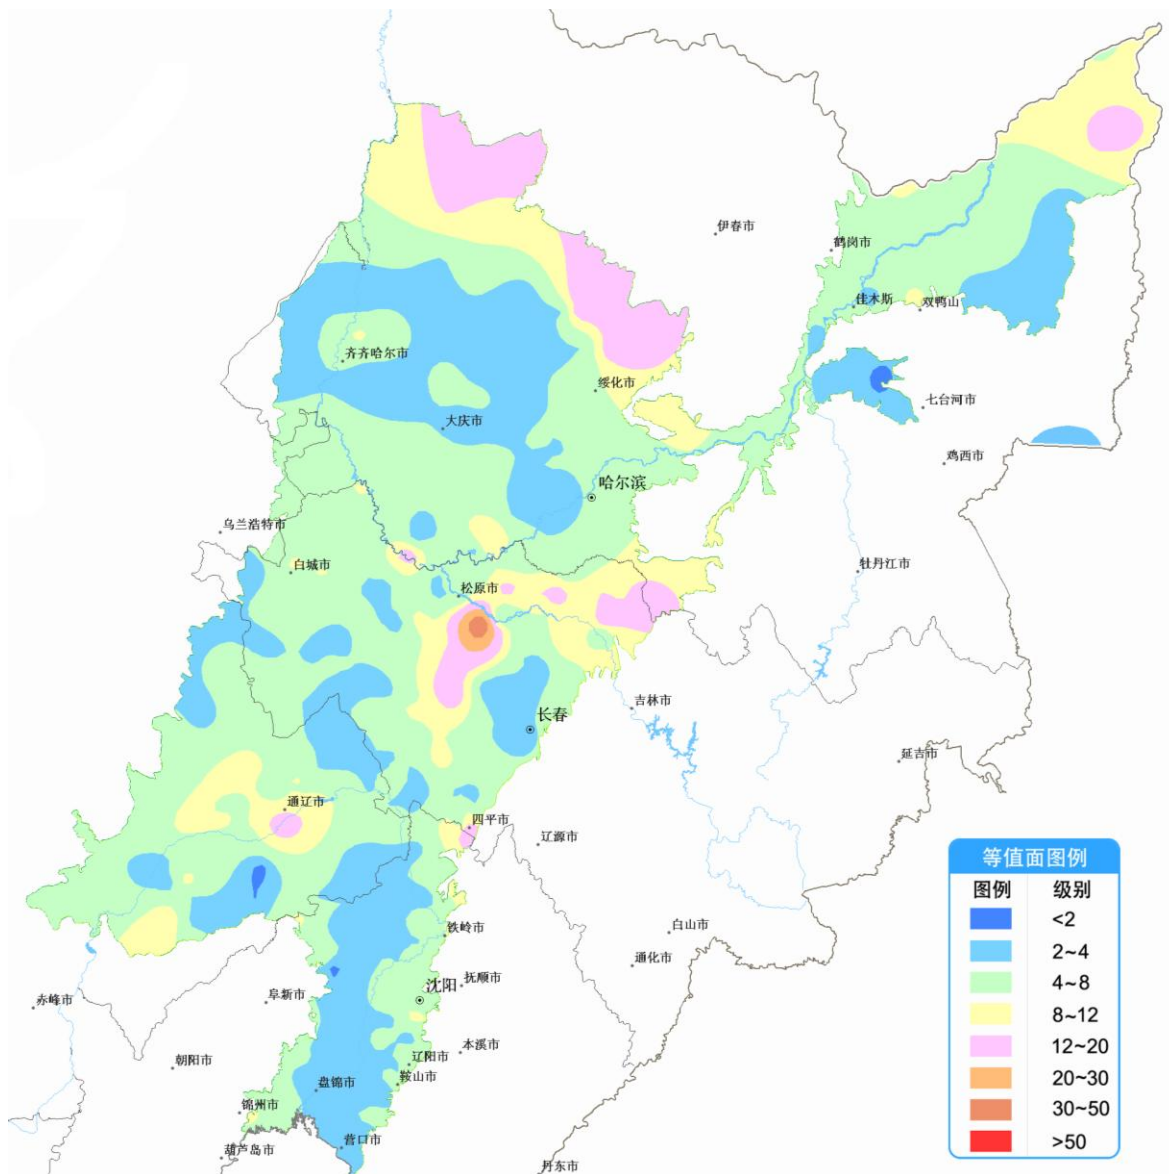 伊春市
鹤岗市
佳木斯
双鸭山
齐齐哈尔市
绥化市
七台河市
大庆市
鸡西市
哈尔滨
乌兰浩特市
白城市
牡丹江市
松原市
吉林市
长春
延吉市
通辽市
四平市
辽源市
等值面图例
图例 级别
<2
2~4
4~8
8~12
12~20
20~30
30~50
>50
白山市
铁岭市
通化市
抚顺市
沈阳
赤峰市
阜新市
本溪市
朝阳市
辽阳市
鞍山市
盘锦市
锦州市
营口市
葫芦岛市
丹东市